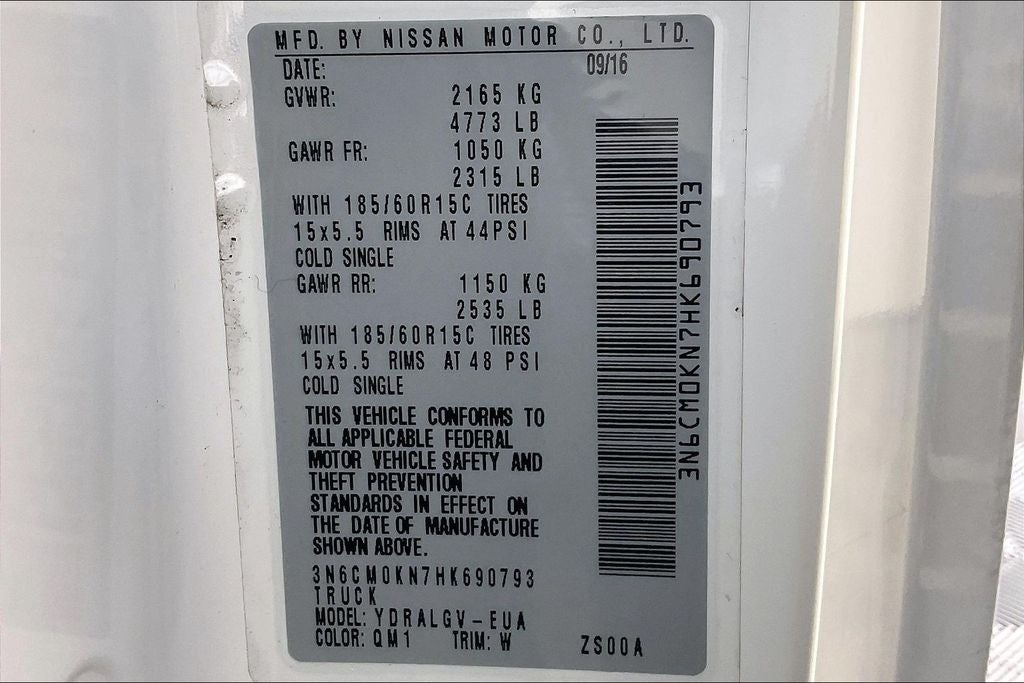 MFD. BY NISSAN MOTOR CO., LTD.
DATE: 09/16
GVWR: 2165 KG
4773 LB
GAWR FR: 1050 KG
2315 LB
WITH 185/60R15C TIRES
15x5.5 RIMS AT 44PSI
COLD SINGLE
GAWR RR: 1150 KG
2535 LB
WITH 185/60R15C TIRES
15x5.5 RIMS AT 48 PSI
COLD SINGLE
THIS VEHICLE CONFORMS TO
ALL APPLICABLE FEDERAL
MOTOR VEHICLE SAFETY AND
THEFT PREVENTION
STANDARDS IN EFFECT ON
THE DATE OF MANUFACTURE
SHOWN ABOVE.
3N6CM0KN7HK690793
TRUCK
MODEL: YDRALGV-EUA
COLOR: QM1 TRIM: W ZS00A
3N6CM0KN7HK690793